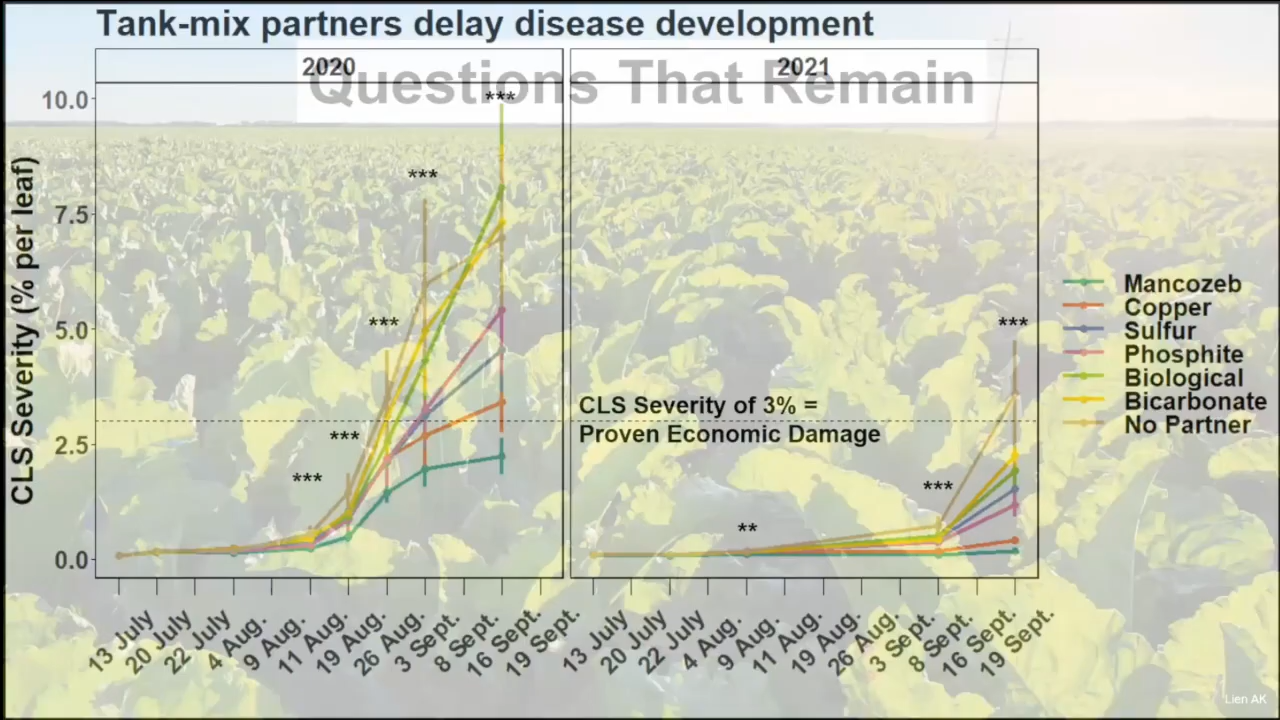 Tank-mix partners delay disease development
Questions That Remain
2020
2021
CLS Severity (% per leaf)
10.0
7.5
5.0
2.5
0.0
***
***
***
***
***
**
***
***
CLS Severity of 3% =
Proven Economic Damage
13 July
20 July
22 July
4 Aug.
9 Aug.
11 Aug.
19 Aug.
26 Aug.
3 Sept.
8 Sept.
16 Sept.
19 Sept.
13 July
20 July
22 July
4 Aug.
9 Aug.
11 Aug.
19 Aug.
26 Aug.
3 Sept.
8 Sept.
16 Sept.
19 Sept.
Mancozeb
Copper
Sulfur
Phosphite
Biological
Bicarbonate
No Partner
Lien AK